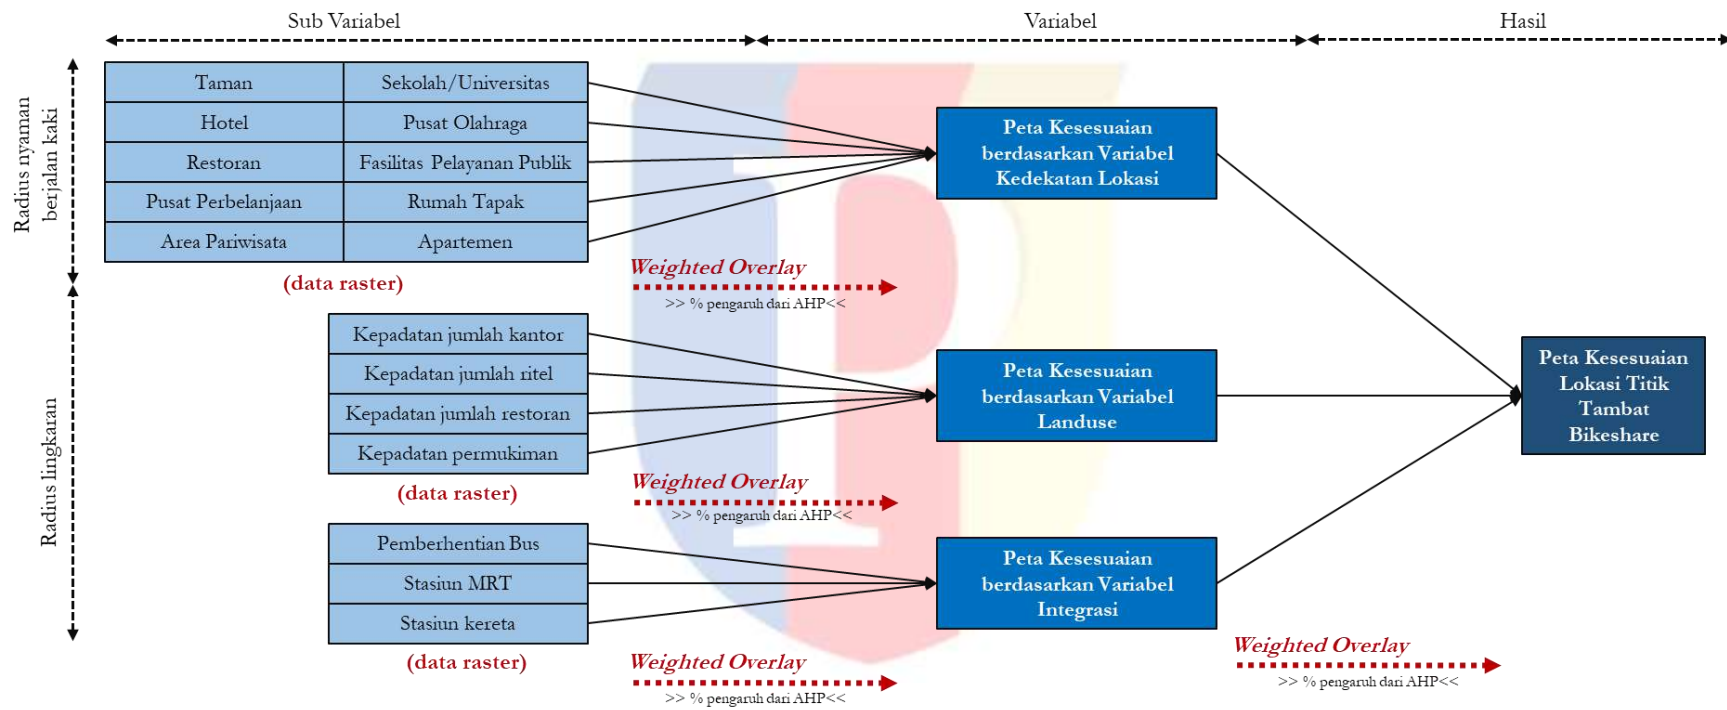 Sub Variabel
Variabel
Hasil
Radius nyaman
berjalan kaki
Taman
Sekolah/Universitas
Hotel
Pusat Olahraga
Restoran
Fasilitas Pelayanan Publik
Pusat Perbelanjaan
Rumah Tapak
Area Pariwisata
Apartemen
(data raster)
Weighted Overlay
>> % pengaruh dari AHP<<
Peta Kesesuaian
berdasarkan Variabel
Kedekatan Lokasi
Radius lingkaran
Kepadatan jumlah kantor
Kepadatan jumlah ritel
Kepadatan jumlah restoran
Kepadatan permukiman
(data raster)
Weighted Overlay
>> % pengaruh dari AHP<<
Peta Kesesuaian
berdasarkan Variabel
Landuse
Pemberhentian Bus
Stasiun MRT
Stasiun kereta
(data raster)
Weighted Overlay
>> % pengaruh dari AHP<<
Peta Kesesuaian
berdasarkan Variabel
Integrasi
Weighted Overlay
>> % pengaruh dari AHP<<
Peta Kesesuaian
Lokasi Titik
Tambat
Bikeshare